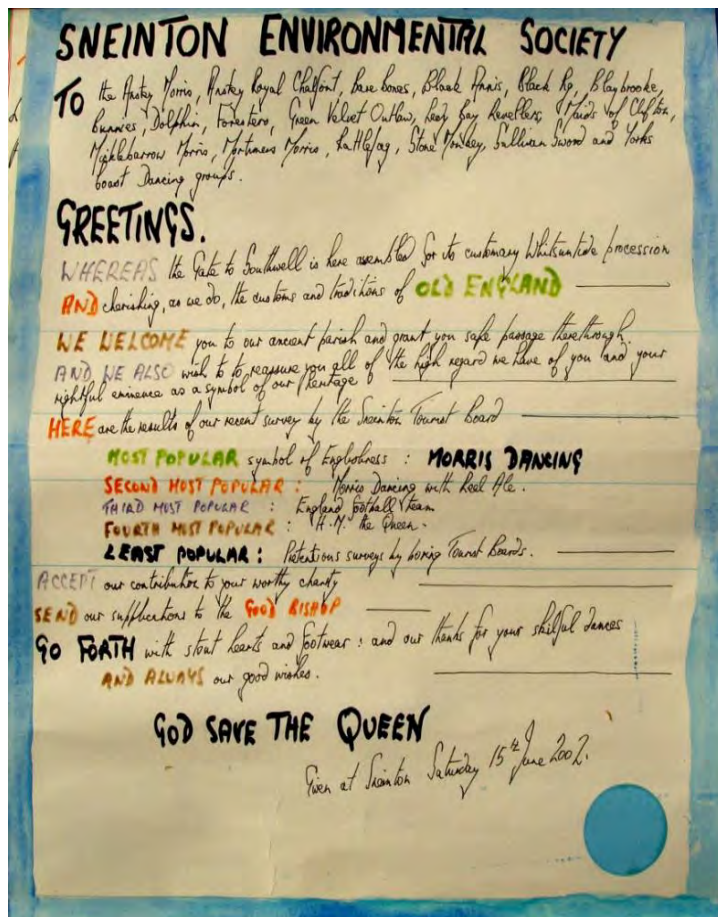 SNEINTON ENVIRONMENTAL SOCIETY
TO the Anstey Morris, Anstey Royal Chalfont, Bare bones, Black Annis, Black Pig, Blaybrooke,
Bunnies, Dolphin, Foresters, Green Velvet Outlaw, Lead Bay Revellers, Maids of Clifton,
Micklebarrow Morris, Mortimers Morris, Rattlejag, Stone Monkey, Sullivan Sword and Yorks
boast Dancing groups.
GREETINGS.
WHEREAS the Gate to Southwell is here assembled for its customary Whitsuntide procession
AND cherishing, as we do, the customs and traditions of OLD ENGLAND
WE WELCOME you to our ancient parish and grant you safe passage therethrough.
AND WE ALSO wish to to reassure you all of the high regard we have of you and your
rightful eminence as a symbol of our Heritage of
HERE are the results of our recent survey by the Sneinton Tourist Board
MOST POPULAR symbol of Englishness : MORRIS DANCING
SECOND MOST POPULAR : Morris Dancing with Real Ale.
THIRD MOST POPULAR : England football team
FOURTH MOST POPULAR : H.M. the Queen.
LEAST POPULAR : Pretentious surveys by boring Tourist Boards.
ACCEPT our contribution to your worthy charity
SEND our supplications to the GOOD BISHOP
GO FORTH with stout hearts and footwear : and our thanks for your skilful dances
AND ALWAYS our good wishes.
GOD SAVE THE QUEEN
Given at Sneinton Saturday 15th June 2002.